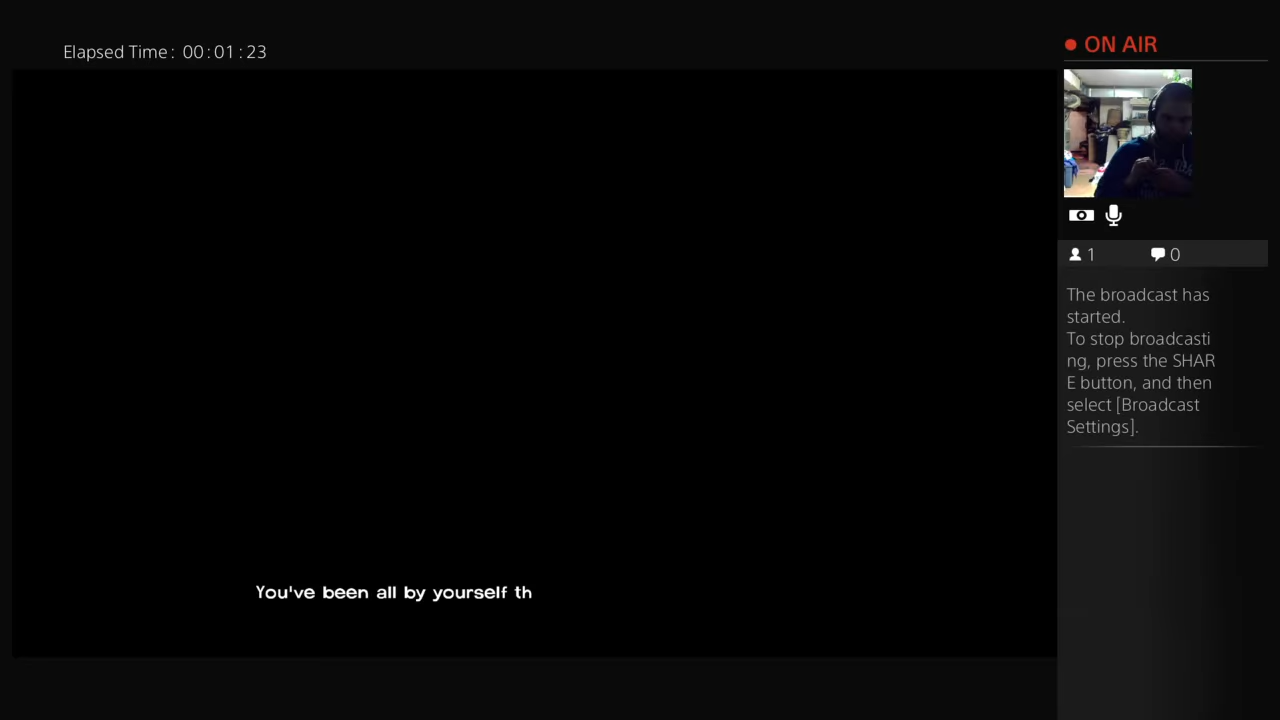 Elapsed Time: 00:01:23
ON AIR
1 0
The broadcast has
started.
To stop broadcasti
ng, press the SHAR
E button, and then
select [Broadcast
Settings].
You've been all by yourself th